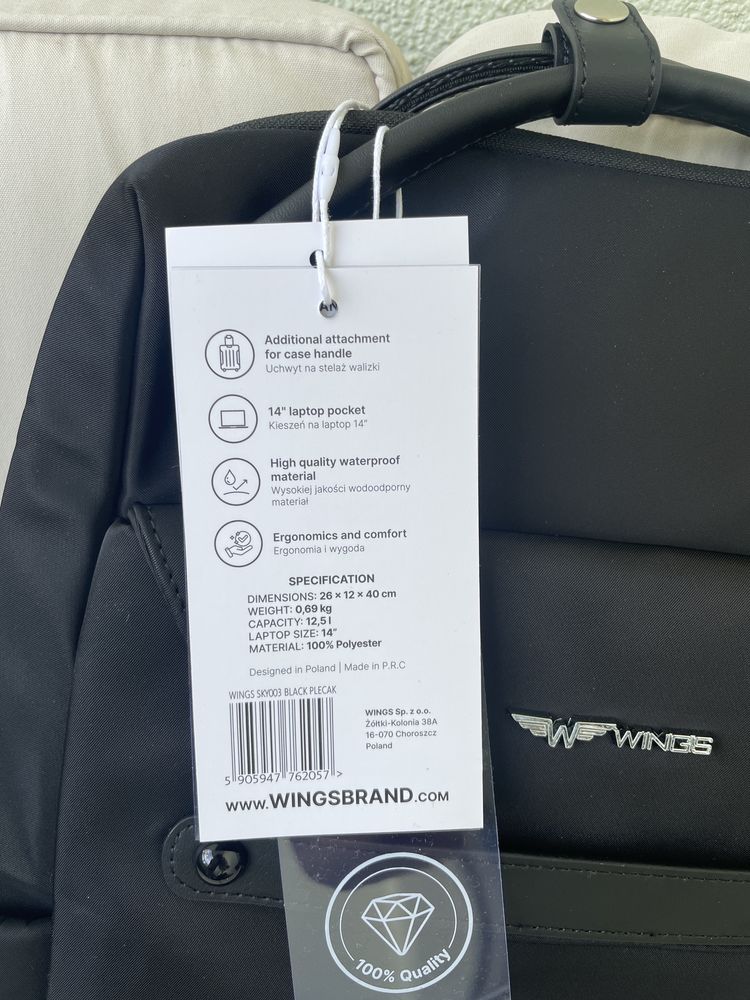 Additional attachment
for case handle
Uchwyt na stelaż walizki
14" laptop pocket
Kieszeń na laptop 14"
High quality waterproof
material
Wysokiej jakości wodoodporny
materiał
Ergonomics and comfort
Ergonomia i wygoda
SPECIFICATION
DIMENSIONS: 26 × 12 × 40 cm
WEIGHT: 0,69 kg
CAPACITY: 12,5 l
LAPTOP SIZE: 14"
MATERIAL: 100% Polyester
Designed in Poland | Made in P.R.C
WINGS SKY003 BLACK PLECAK
5 905947 762057 >
WINGS Sp. z o.o.
Żółtki-Kolonia 38A
16-070 Choroszcz
Poland
www.WINGSBRAND.COM
W WINGS
100% Quality